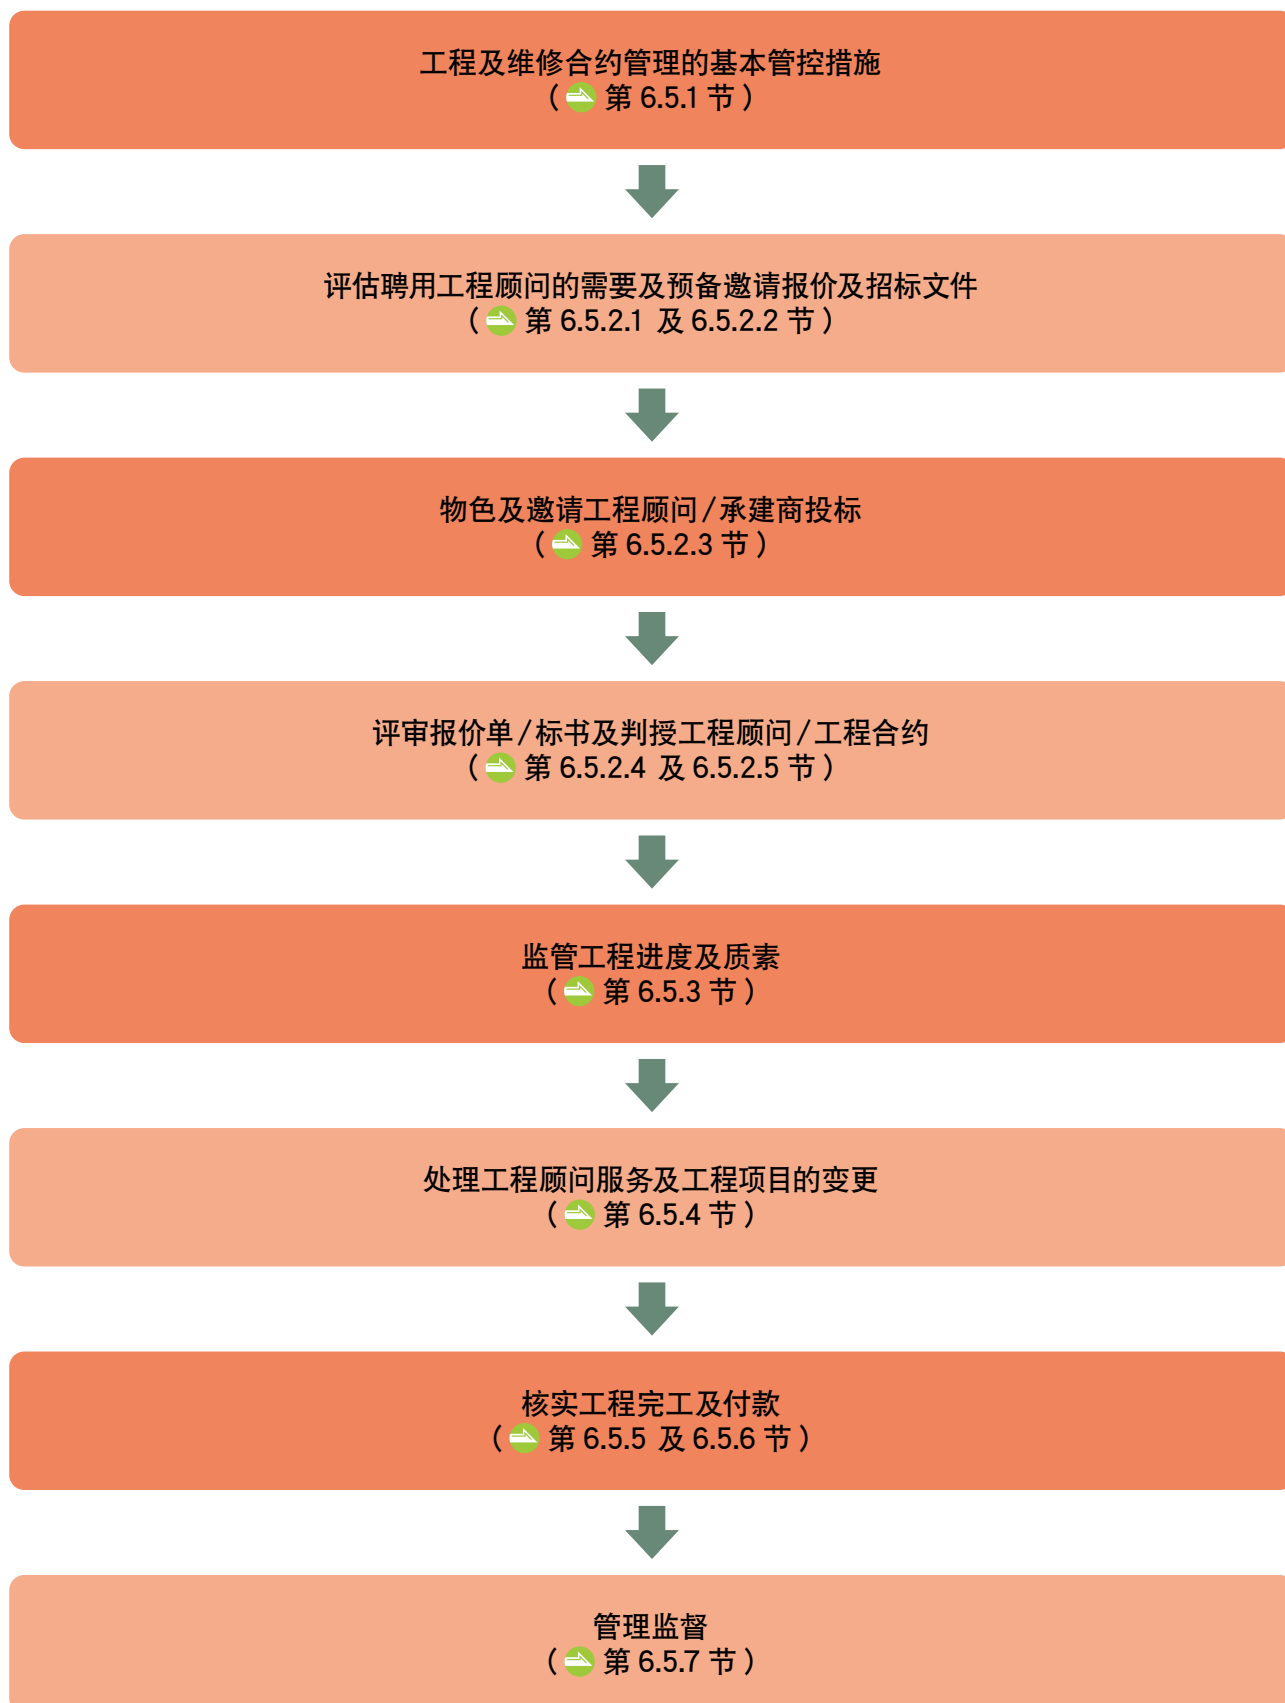 工程及维修合约管理的基本管控措施
（ 第 6.5.1 节 ）
评估聘用工程顾问的需要及预备邀请报价及招标文件
（ 第 6.5.2.1 及 6.5.2.2 节 ）
物色及邀请工程顾问/承建商投标
（ 第 6.5.2.3 节 ）
评审报价单/标书及判授工程顾问/工程合约
（ 第 6.5.2.4 及 6.5.2.5 节 ）
监管工程进度及质素
（ 第 6.5.3 节 ）
处理工程顾问服务及工程项目的变更
（ 第 6.5.4 节 ）
核实工程完工及付款
（ 第 6.5.5 及 6.5.6 节 ）
管理监督
（ 第 6.5.7 节 ）